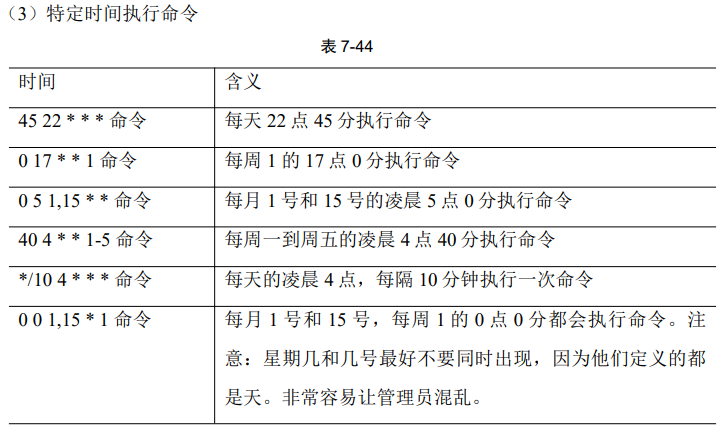 （3）特定时间执行命令
表 7-44
时间 含义
45 22 * * * 命令 每天 22 点 45 分执行命令
0 17 * * 1 命令 每周 1 的 17 点 0 分执行命令
0 5 1,15 * * 命令 每月 1 号和 15 号的凌晨 5 点 0 分执行命令
40 4 * * 1-5 命令 每周一到周五的凌晨 4 点 40 分执行命令
*/10 4 * * * 命令 每天的凌晨 4 点，每隔 10 分钟执行一次命令
0 0 1,15 * 1 命令 每月 1 号和 15 号，每周 1 的 0 点 0 分都会执行命令。注
意：星期几和几号最好不要同时出现，因为他们定义的都
是天。非常容易让管理员混乱。